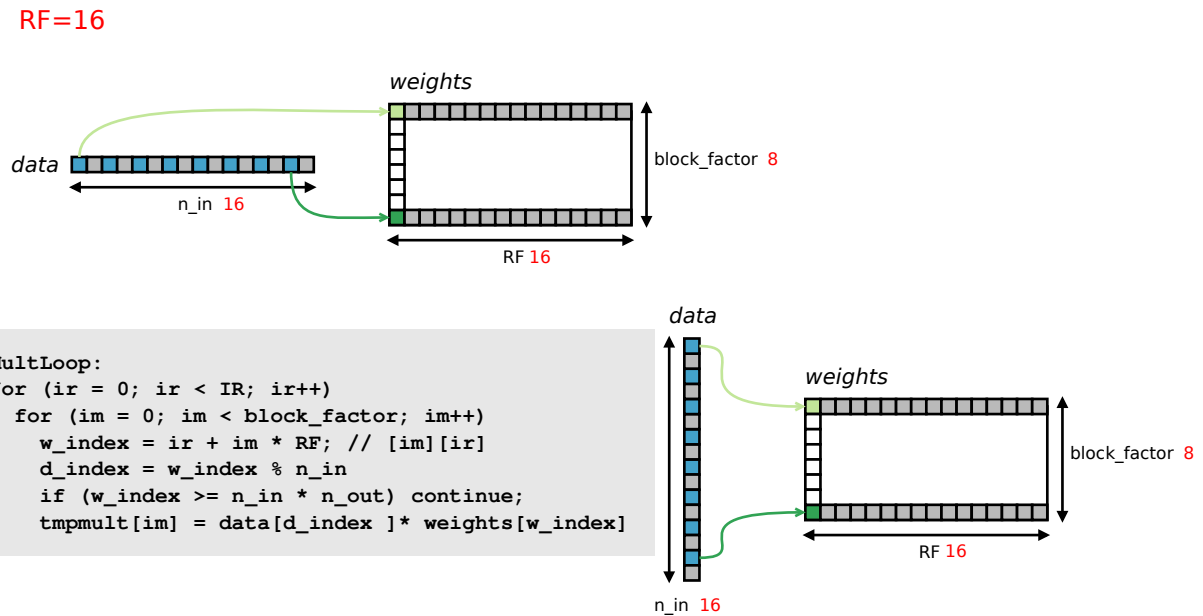 RF=16
weights
data
block_factor 8
n_in 16
RF 16
data
weights
block_factor 8
RF 16
n_in 16
MultLoop:
for (ir = 0; ir < IR; ir++)
for (im = 0; im < block_factor; im++)
w_index = ir + im * RF; // [im][ir]
d_index = w_index % n_in
if (w_index >= n_in * n_out) continue;
tmpmult[im] = data[d_index ]* weights[w_index]